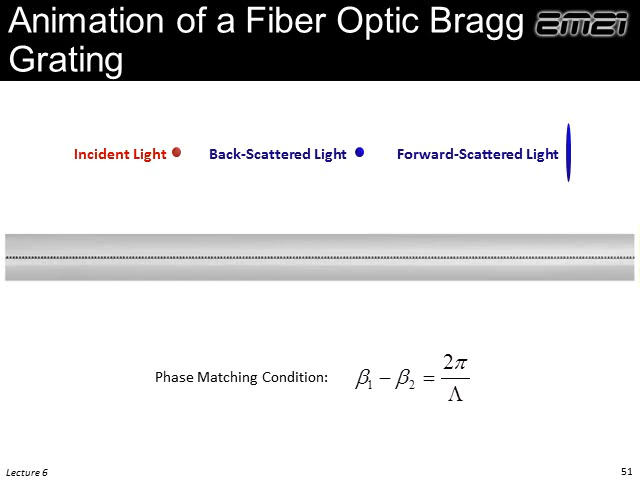 Animation of a Fiber Optic Bragg
Grating
EM21
Incident Light
Back-Scattered Light
Forward-Scattered Light
Phase Matching Condition: β₁ − β₂ = 2π/Λ
Lecture 6
51